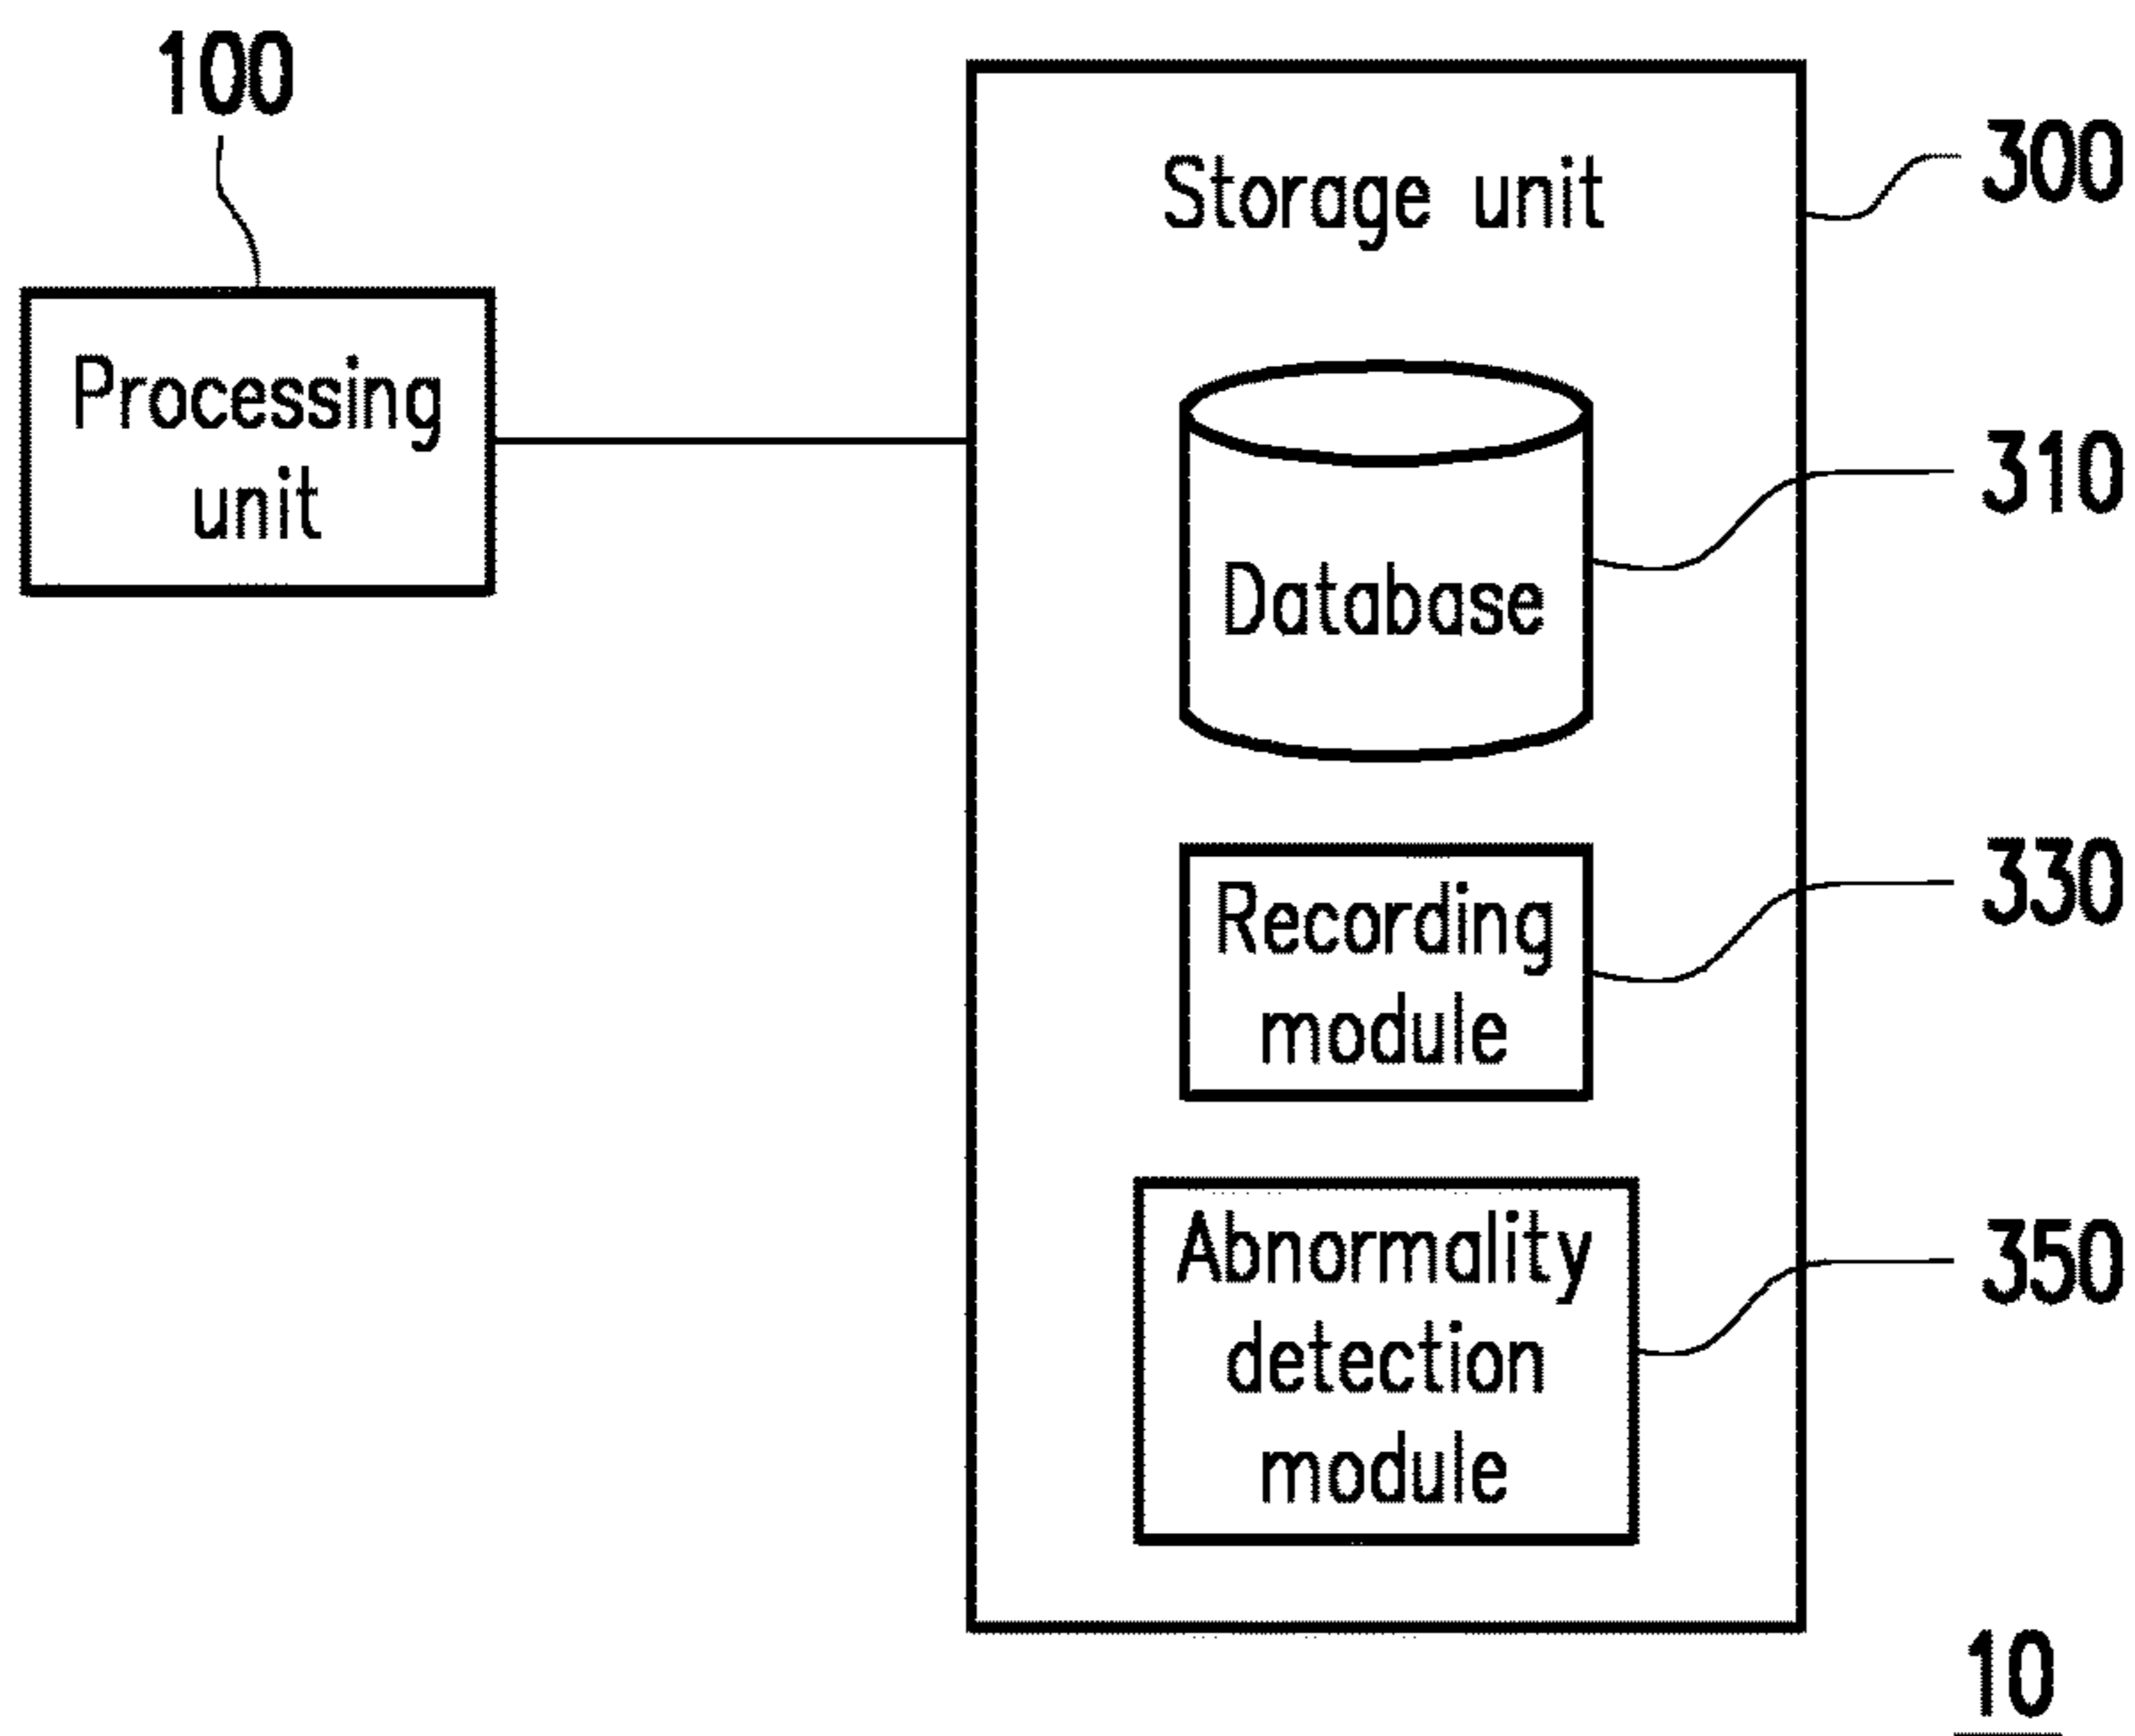 100
Processing
unit
Storage unit
300
Database
310
Recording
module
330
Abnormality
detection
module
350
10